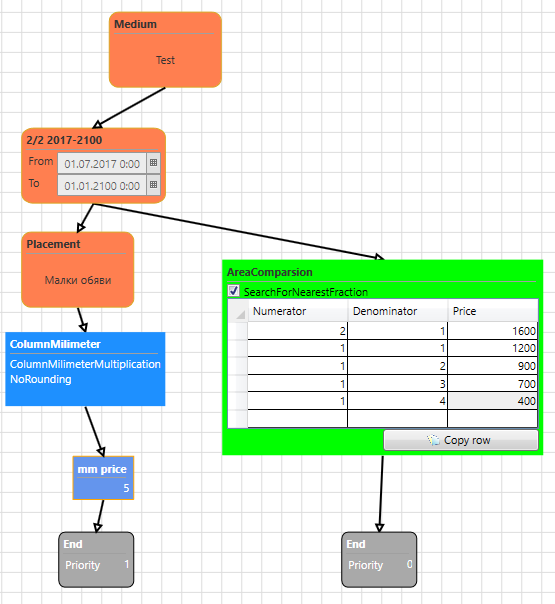 Medium
Test
2/2 2017-2100
From 01.07.2017 0:00
To 01.01.2100 0:00
Placement
Малки обяви
AreaComparsion
SearchForNearestFraction
Numerator Denominator Price
2 1 1600
1 1 1200
1 2 900
1 3 700
1 4 400
Copy row
ColumnMilimeter
ColumnMilimeterMultiplication
NoRounding
mm price
5
End
Priority 1
End
Priority 0